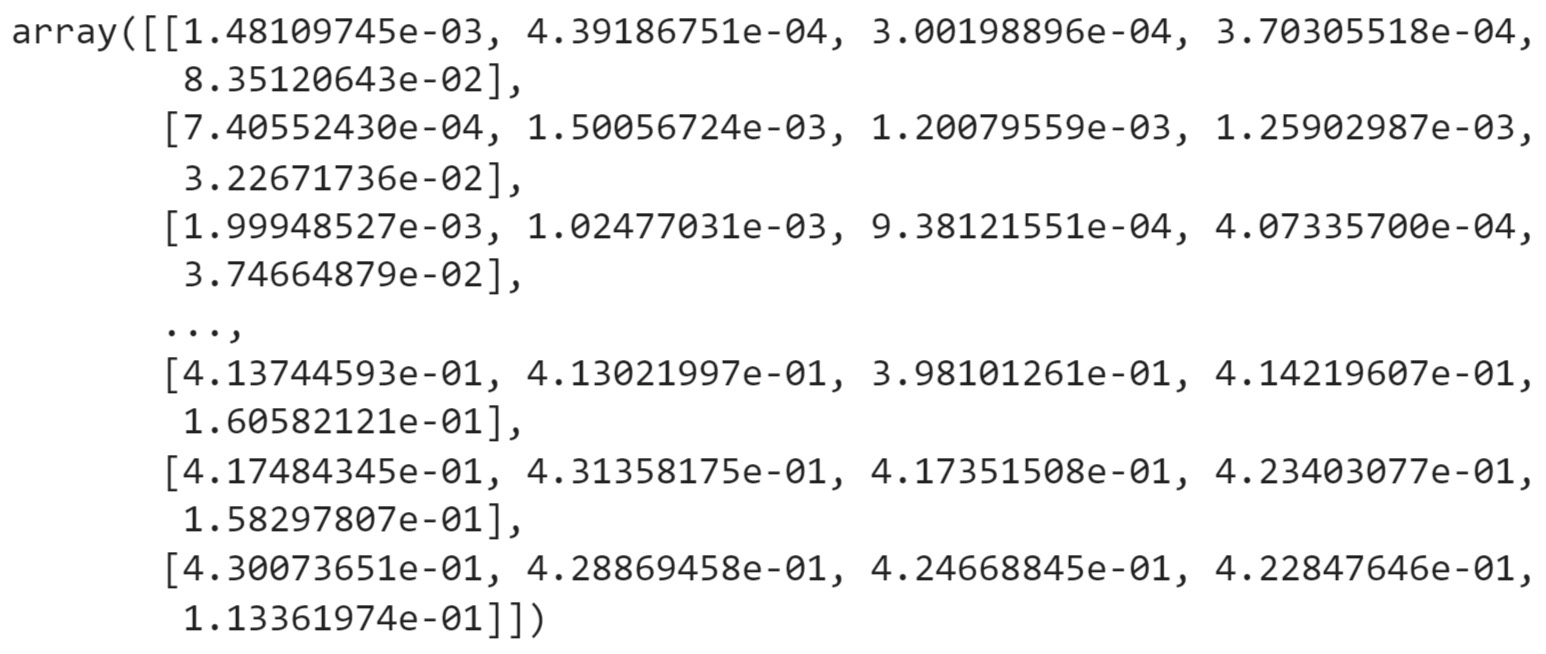 array([[1.48109745e-03, 4.39186751e-04, 3.00198896e-04, 3.70305518e-04,
8.35120643e-02],
[7.40552430e-04, 1.50056724e-03, 1.20079559e-03, 1.25902987e-03,
3.22671736e-02],
[1.99948527e-03, 1.02477031e-03, 9.38121551e-04, 4.07335700e-04,
3.74664879e-02],
...,
[4.13744593e-01, 4.13021997e-01, 3.98101261e-01, 4.14219607e-01,
1.60582121e-01],
[4.17484345e-01, 4.31358175e-01, 4.17351508e-01, 4.23403077e-01,
1.58297807e-01],
[4.30073651e-01, 4.28869458e-01, 4.24668845e-01, 4.22847646e-01,
1.13361974e-01]])